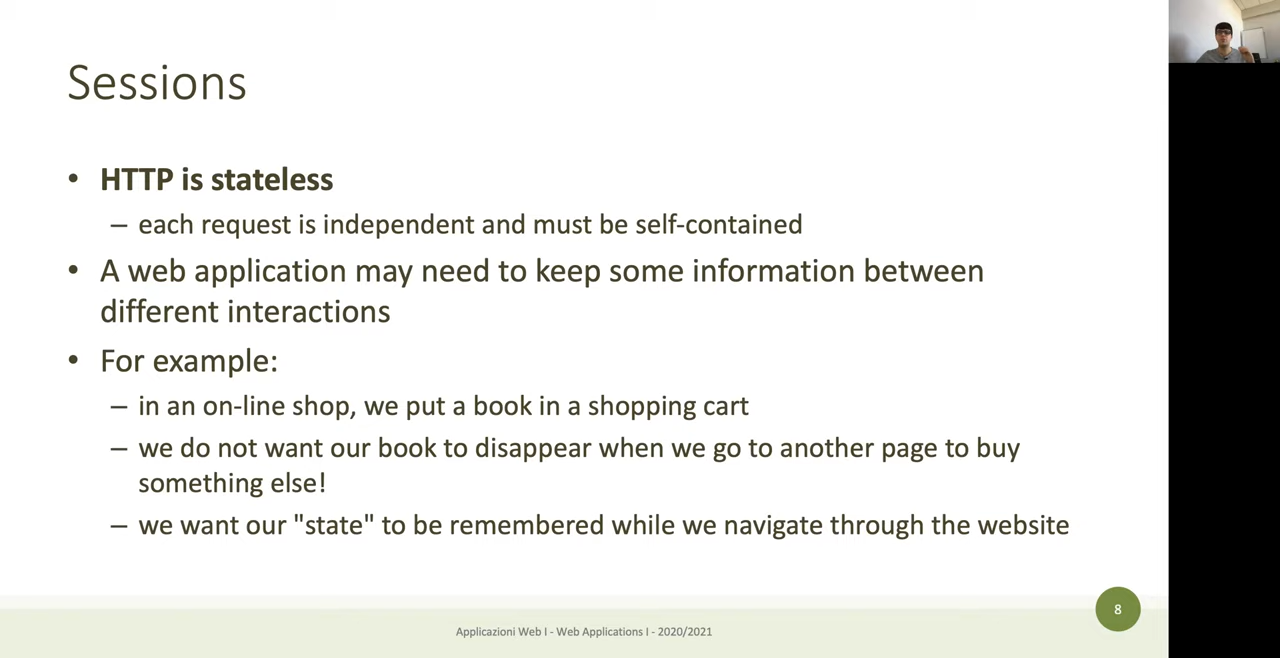 Sessions
• HTTP is stateless
– each request is independent and must be self-contained
• A web application may need to keep some information between
different interactions
• For example:
– in an on-line shop, we put a book in a shopping cart
– we do not want our book to disappear when we go to another page to buy
something else!
– we want our "state" to be remembered while we navigate through the website
8
Applicazioni Web I - Web Applications I - 2020/2021